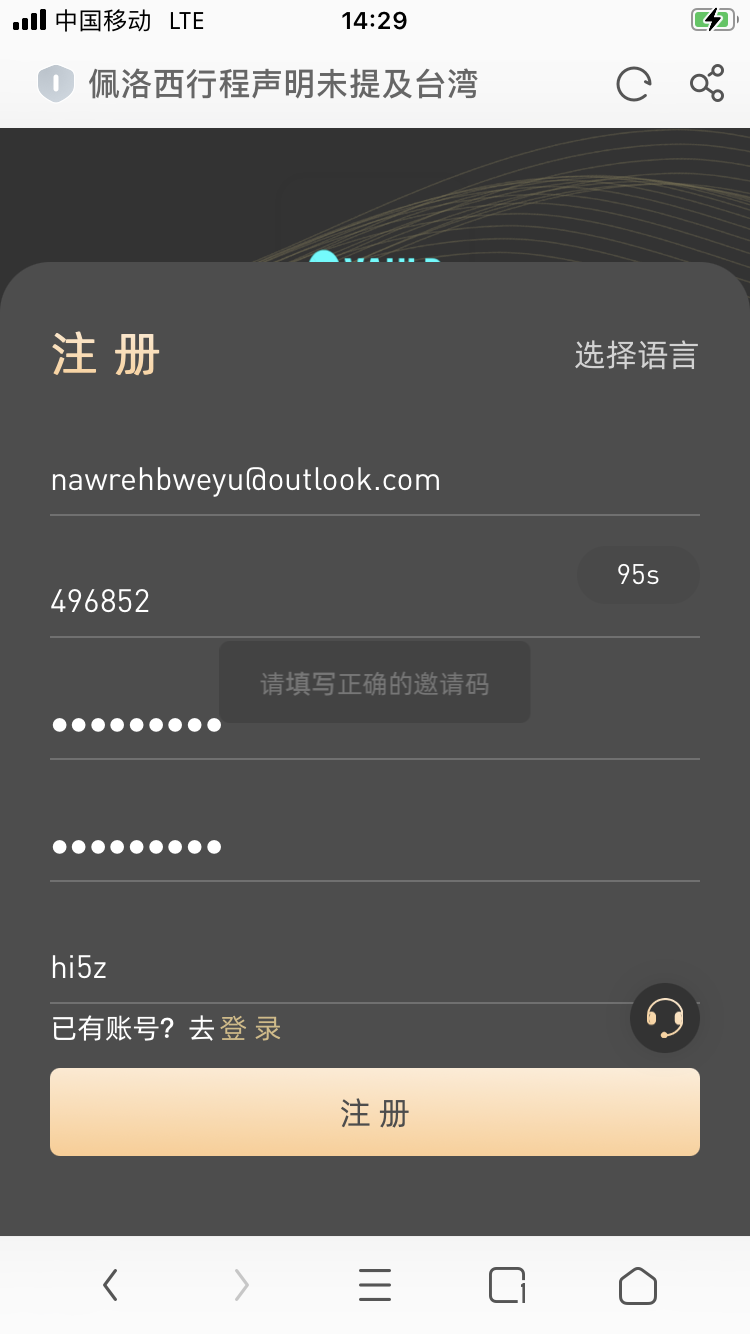 中国移动 LTE 14:29
佩洛西行程声明未提及台湾
注 册
选择语言
nawrehbweyu@outlook.com
95s
496852
请填写正确的邀请码
●●●●●●●●●
●●●●●●●●●
hi5z
已有账号? 去登 录
注 册
1